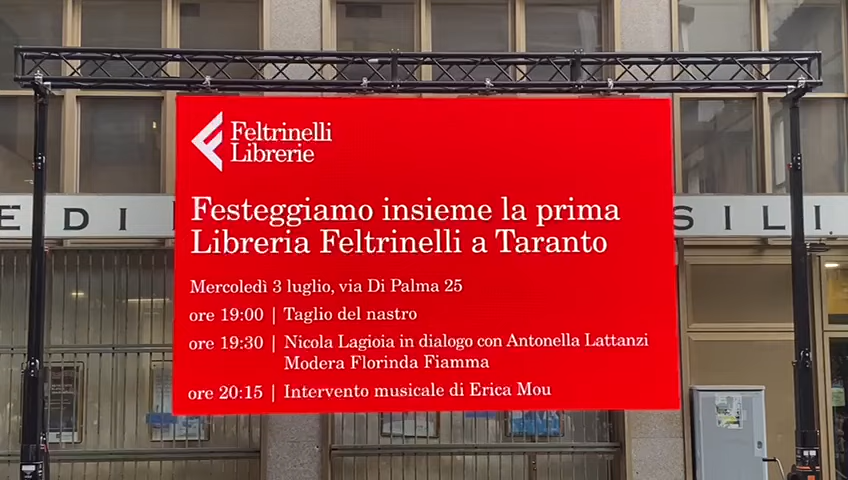 Feltrinelli
Librerie
Festeggiamo insieme la prima
Libreria Feltrinelli a Taranto
Mercoledì 3 luglio, via Di Palma 25
ore 19:00 | Taglio del nastro
ore 19:30 | Nicola Lagioia in dialogo con Antonella Lattanzi
Modera Florinda Fiamma
ore 20:15 | Intervento musicale di Erica Mou
EDI
SILI